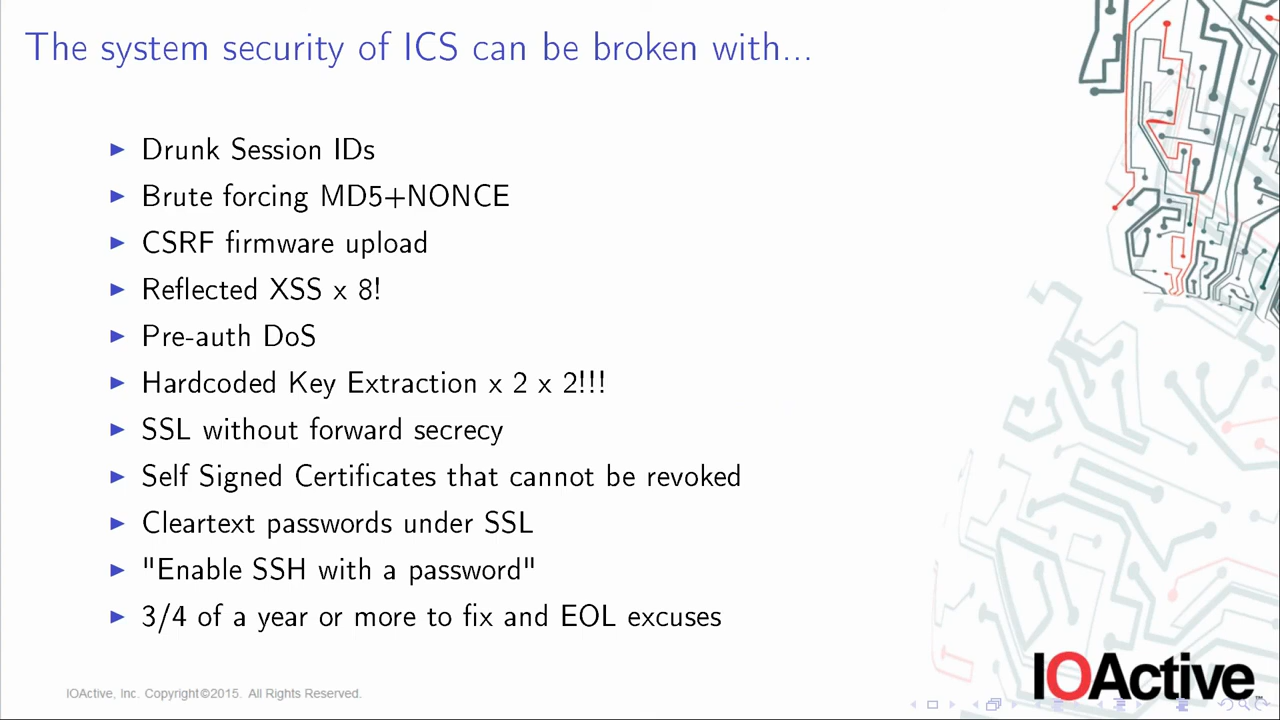 The system security of ICS can be broken with...
▶ Drunk Session IDs
▶ Brute forcing MD5+NONCE
▶ CSRF firmware upload
▶ Reflected XSS x 8!
▶ Pre-auth DoS
▶ Hardcoded Key Extraction x 2 x 2!!!
▶ SSL without forward secrecy
▶ Self Signed Certificates that cannot be revoked
▶ Cleartext passwords under SSL
▶ "Enable SSH with a password"
▶ 3/4 of a year or more to fix and EOL excuses
IOActive, Inc. Copyright©2015. All Rights Reserved.
IOActive™